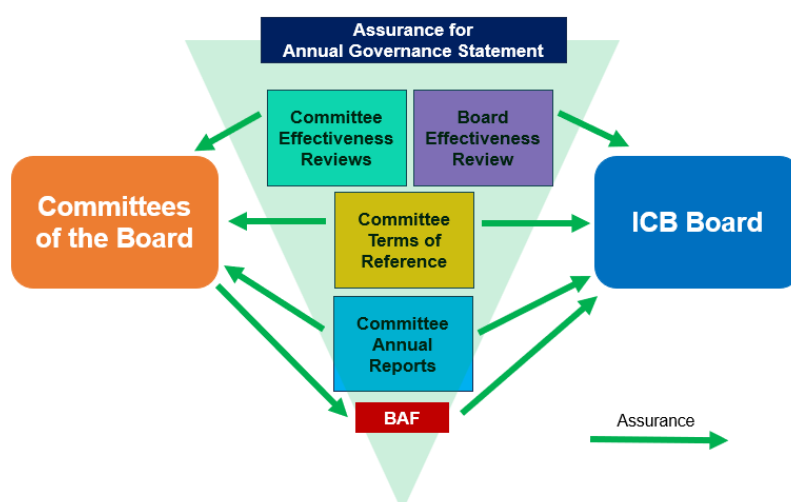 Assurance for
Annual Governance Statement
Committee
Effectiveness
Reviews
Board
Effectiveness
Review
Committees
of the Board
Committee
Terms of
Reference
ICB Board
Committee
Annual
Reports
BAF
Assurance